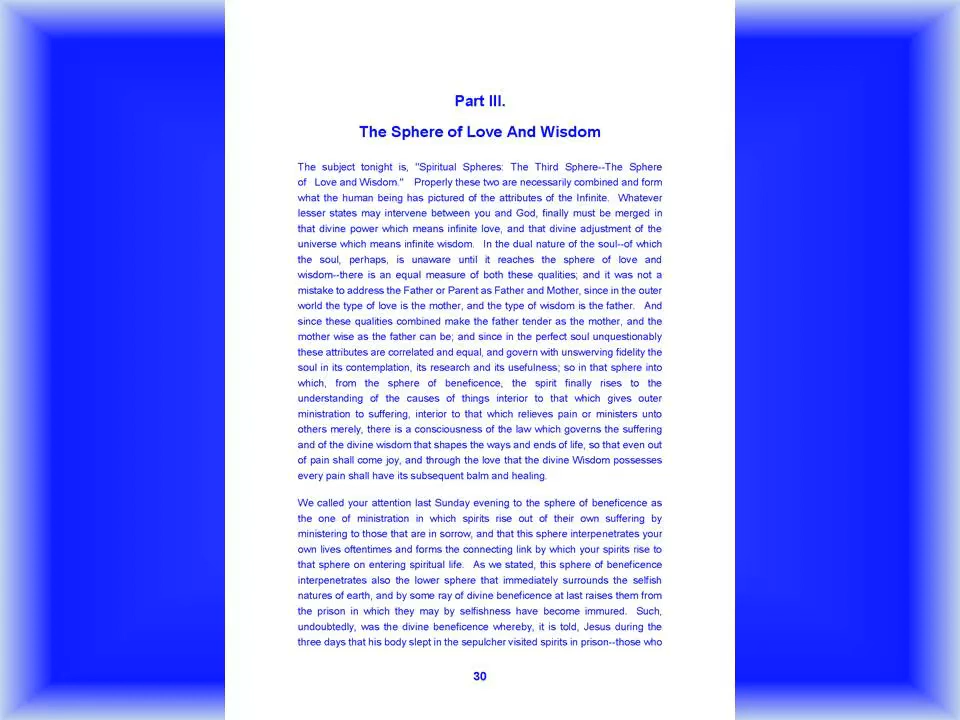 Part III.
The Sphere of Love And Wisdom
The subject tonight is, "Spiritual Spheres: The Third Sphere--The Sphere
of Love and Wisdom." Properly these two are necessarily combined and form
what the human being has pictured of the attributes of the Infinite. Whatever
lesser states may intervene between you and God, finally must be merged in
that divine power which means infinite love, and that divine adjustment of the
universe which means infinite wisdom. In the dual nature of the soul--of which
the soul, perhaps, is unaware until it reaches the sphere of love and
wisdom--there is an equal measure of both these qualities; and it was not a
mistake to address the Father or Parent as Father and Mother, since in the outer
world the type of love is the mother, and the type of wisdom is the father. And
since these qualities combined make the father tender as the mother, and the
mother wise as the father can be; and since in the perfect soul unquestionably
these attributes are correlated and equal, and govern with unswerving fidelity the
soul in its contemplation, its research and its usefulness; so in that sphere into
which, from the sphere of beneficence, the spirit finally rises to the
understanding of the causes of things interior to that which gives outer
ministration to suffering, interior to that which relieves pain or ministers unto
others merely, there is a consciousness of the law which governs the suffering
and of the divine wisdom that shapes the ways and ends of life, so that even out
of pain shall come joy, and through the love that the divine Wisdom possesses
every pain shall have its subsequent balm and healing.
We called your attention last Sunday evening to the sphere of beneficence as
the one of ministration in which spirits rise out of their own suffering by
ministering to those that are in sorrow, and that this sphere interpenetrates your
own lives oftentimes and forms the connecting link by which your spirits rise to
that sphere on entering spiritual life. As we stated, this sphere of beneficence
interpenetrates also the lower sphere that immediately surrounds the selfish
natures of earth, and by some ray of divine beneficence at last raises them from
the prison in which they may by selfishness have become immured. Such,
undoubtedly, was the divine beneficence whereby, it is told, Jesus during the
three days that his body slept in the sepulcher visited spirits in prison--those who
30